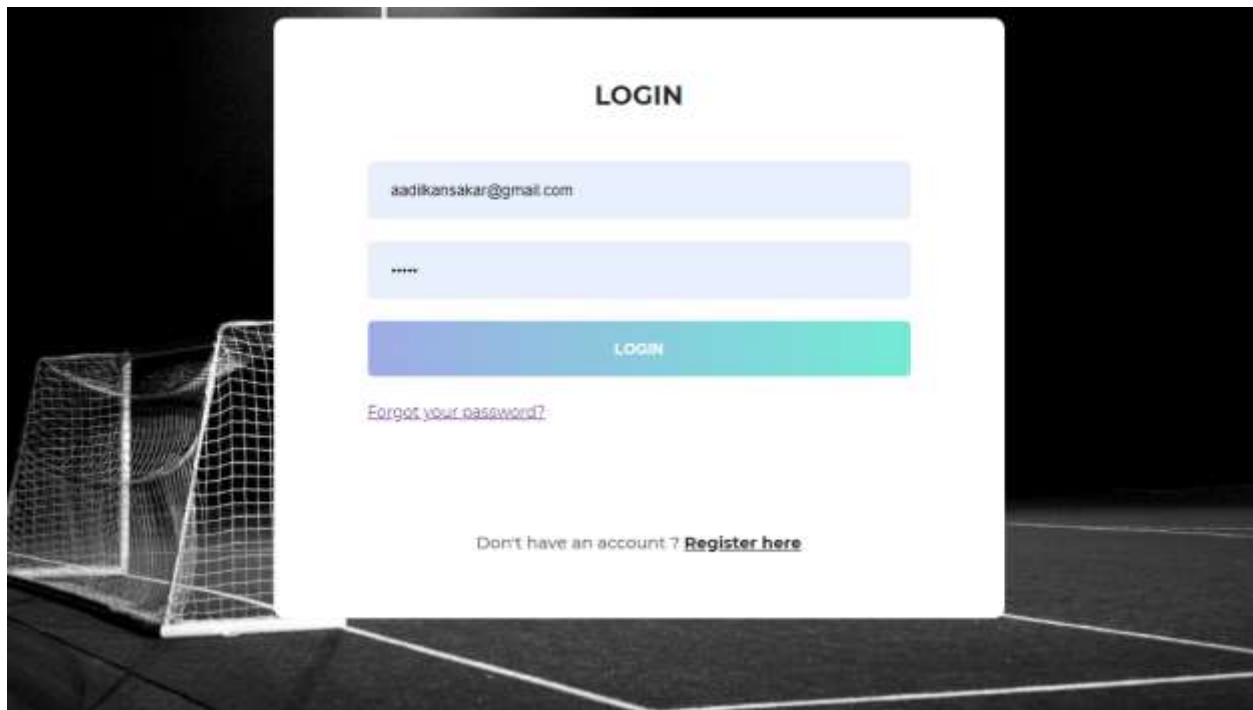 LOGIN
aadilkansakar@gmail.com
•••••
LOGIN
Forgot your password?
Don't have an account ? Register here